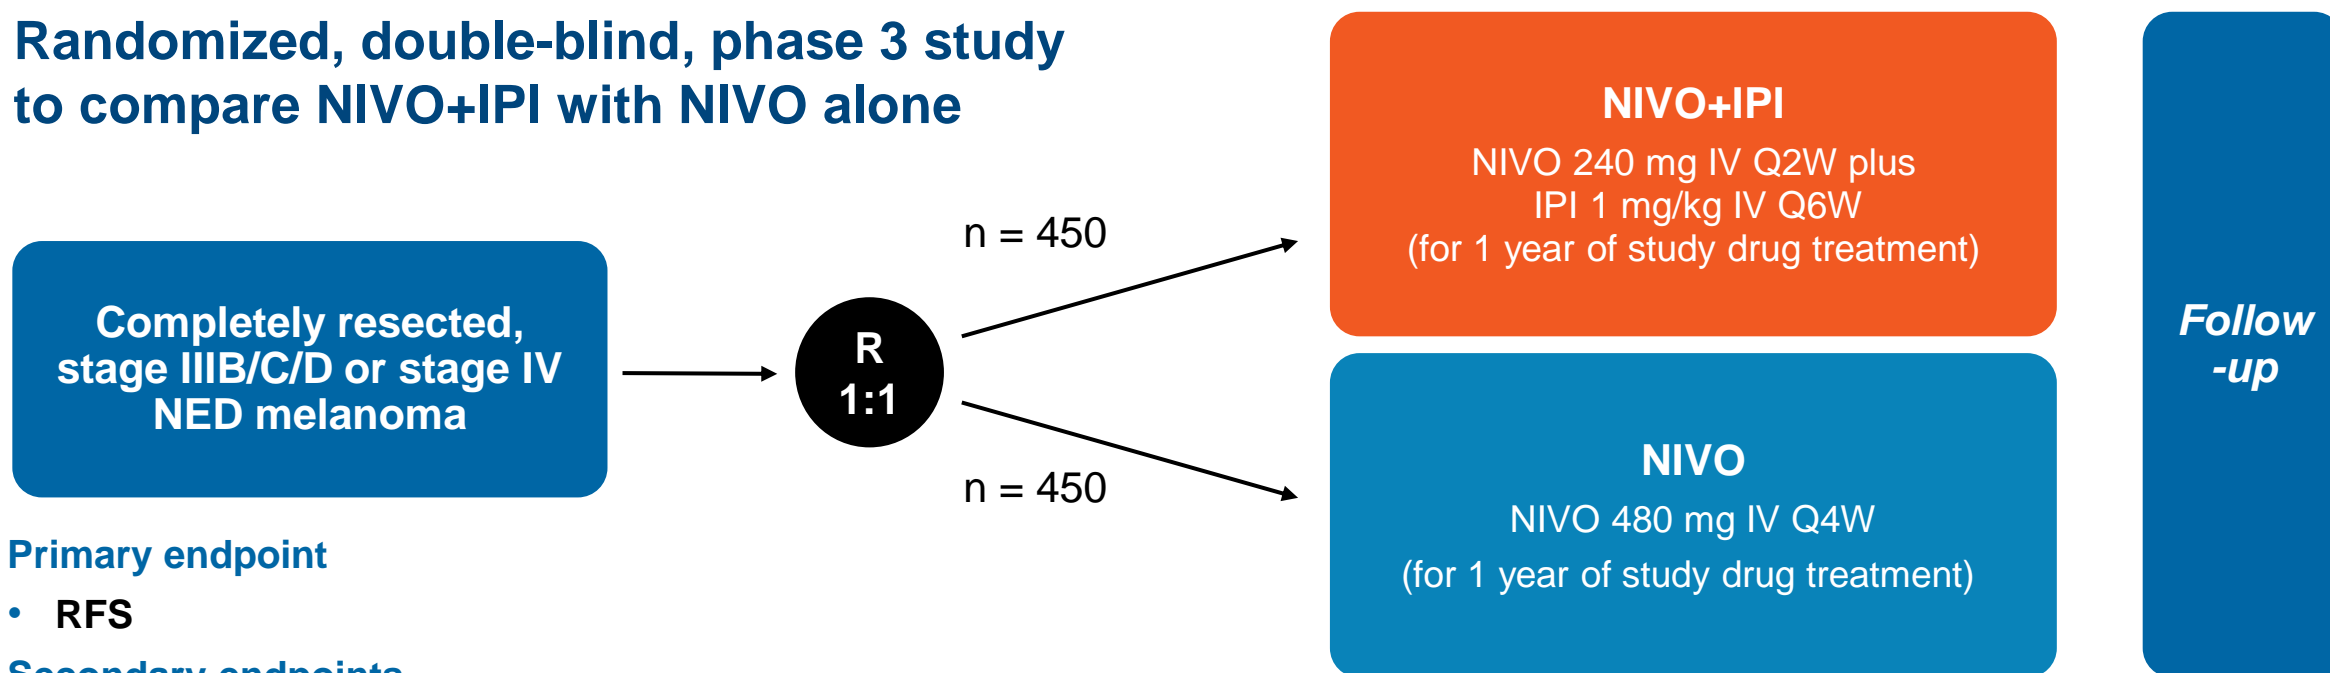 Randomized, double-blind, phase 3 study
to compare NIVO+IPI with NIVO alone
Completely resected,
stage IIIB/C/D or stage IV
NED melanoma
R
1:1
n = 450
n = 450
NIVO+IPI
NIVO 240 mg IV Q2W plus
IPI 1 mg/kg IV Q6W
(for 1 year of study drug treatment)
NIVO
NIVO 480 mg IV Q4W
(for 1 year of study drug treatment)
Follow
-up
Primary endpoint
• RFS
Secondary endpoints